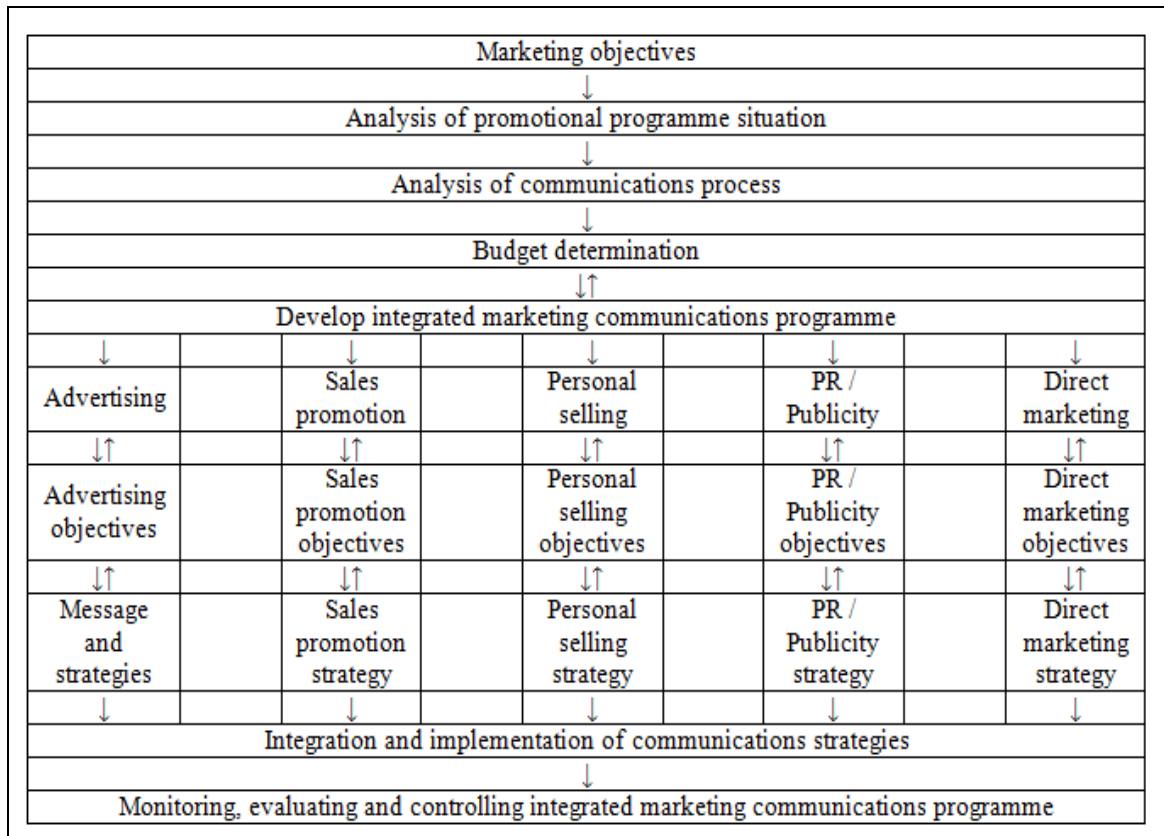 Marketing objectives
↓
Analysis of promotional programme situation
↓
Analysis of communications process
↓
Budget determination
↓↑
Develop integrated marketing communications programme
↓ ↓ ↓ ↓ ↓
Advertising
Sales
promotion
Personal
selling
PR /
Publicity
Direct
marketing
↓↑ ↓↑ ↓↑ ↓↑ ↓↑
Advertising
objectives
Sales
promotion
objectives
Personal
selling
objectives
PR /
Publicity
objectives
Direct
marketing
objectives
↓↑ ↓↑ ↓↑ ↓↑ ↓↑
Message
and
strategies
Sales
promotion
strategy
Personal
selling
strategy
PR /
Publicity
strategy
Direct
marketing
strategy
↓ ↓ ↓ ↓ ↓
Integration and implementation of communications strategies
↓
Monitoring, evaluating and controlling integrated marketing communications programme